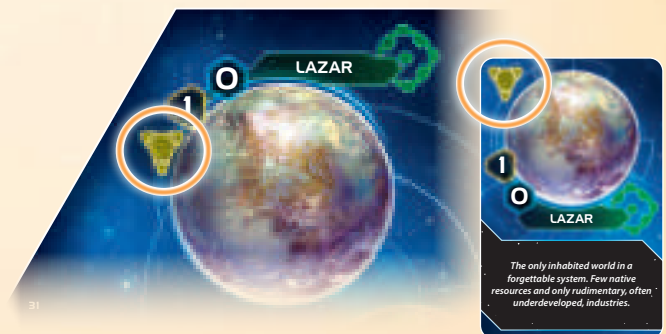 LAZAR
0
1
31
1
0
LAZAR
The only inhabited world in a
forgettable system. Few native
resources and only rudimentary, often
underdeveloped, industries.